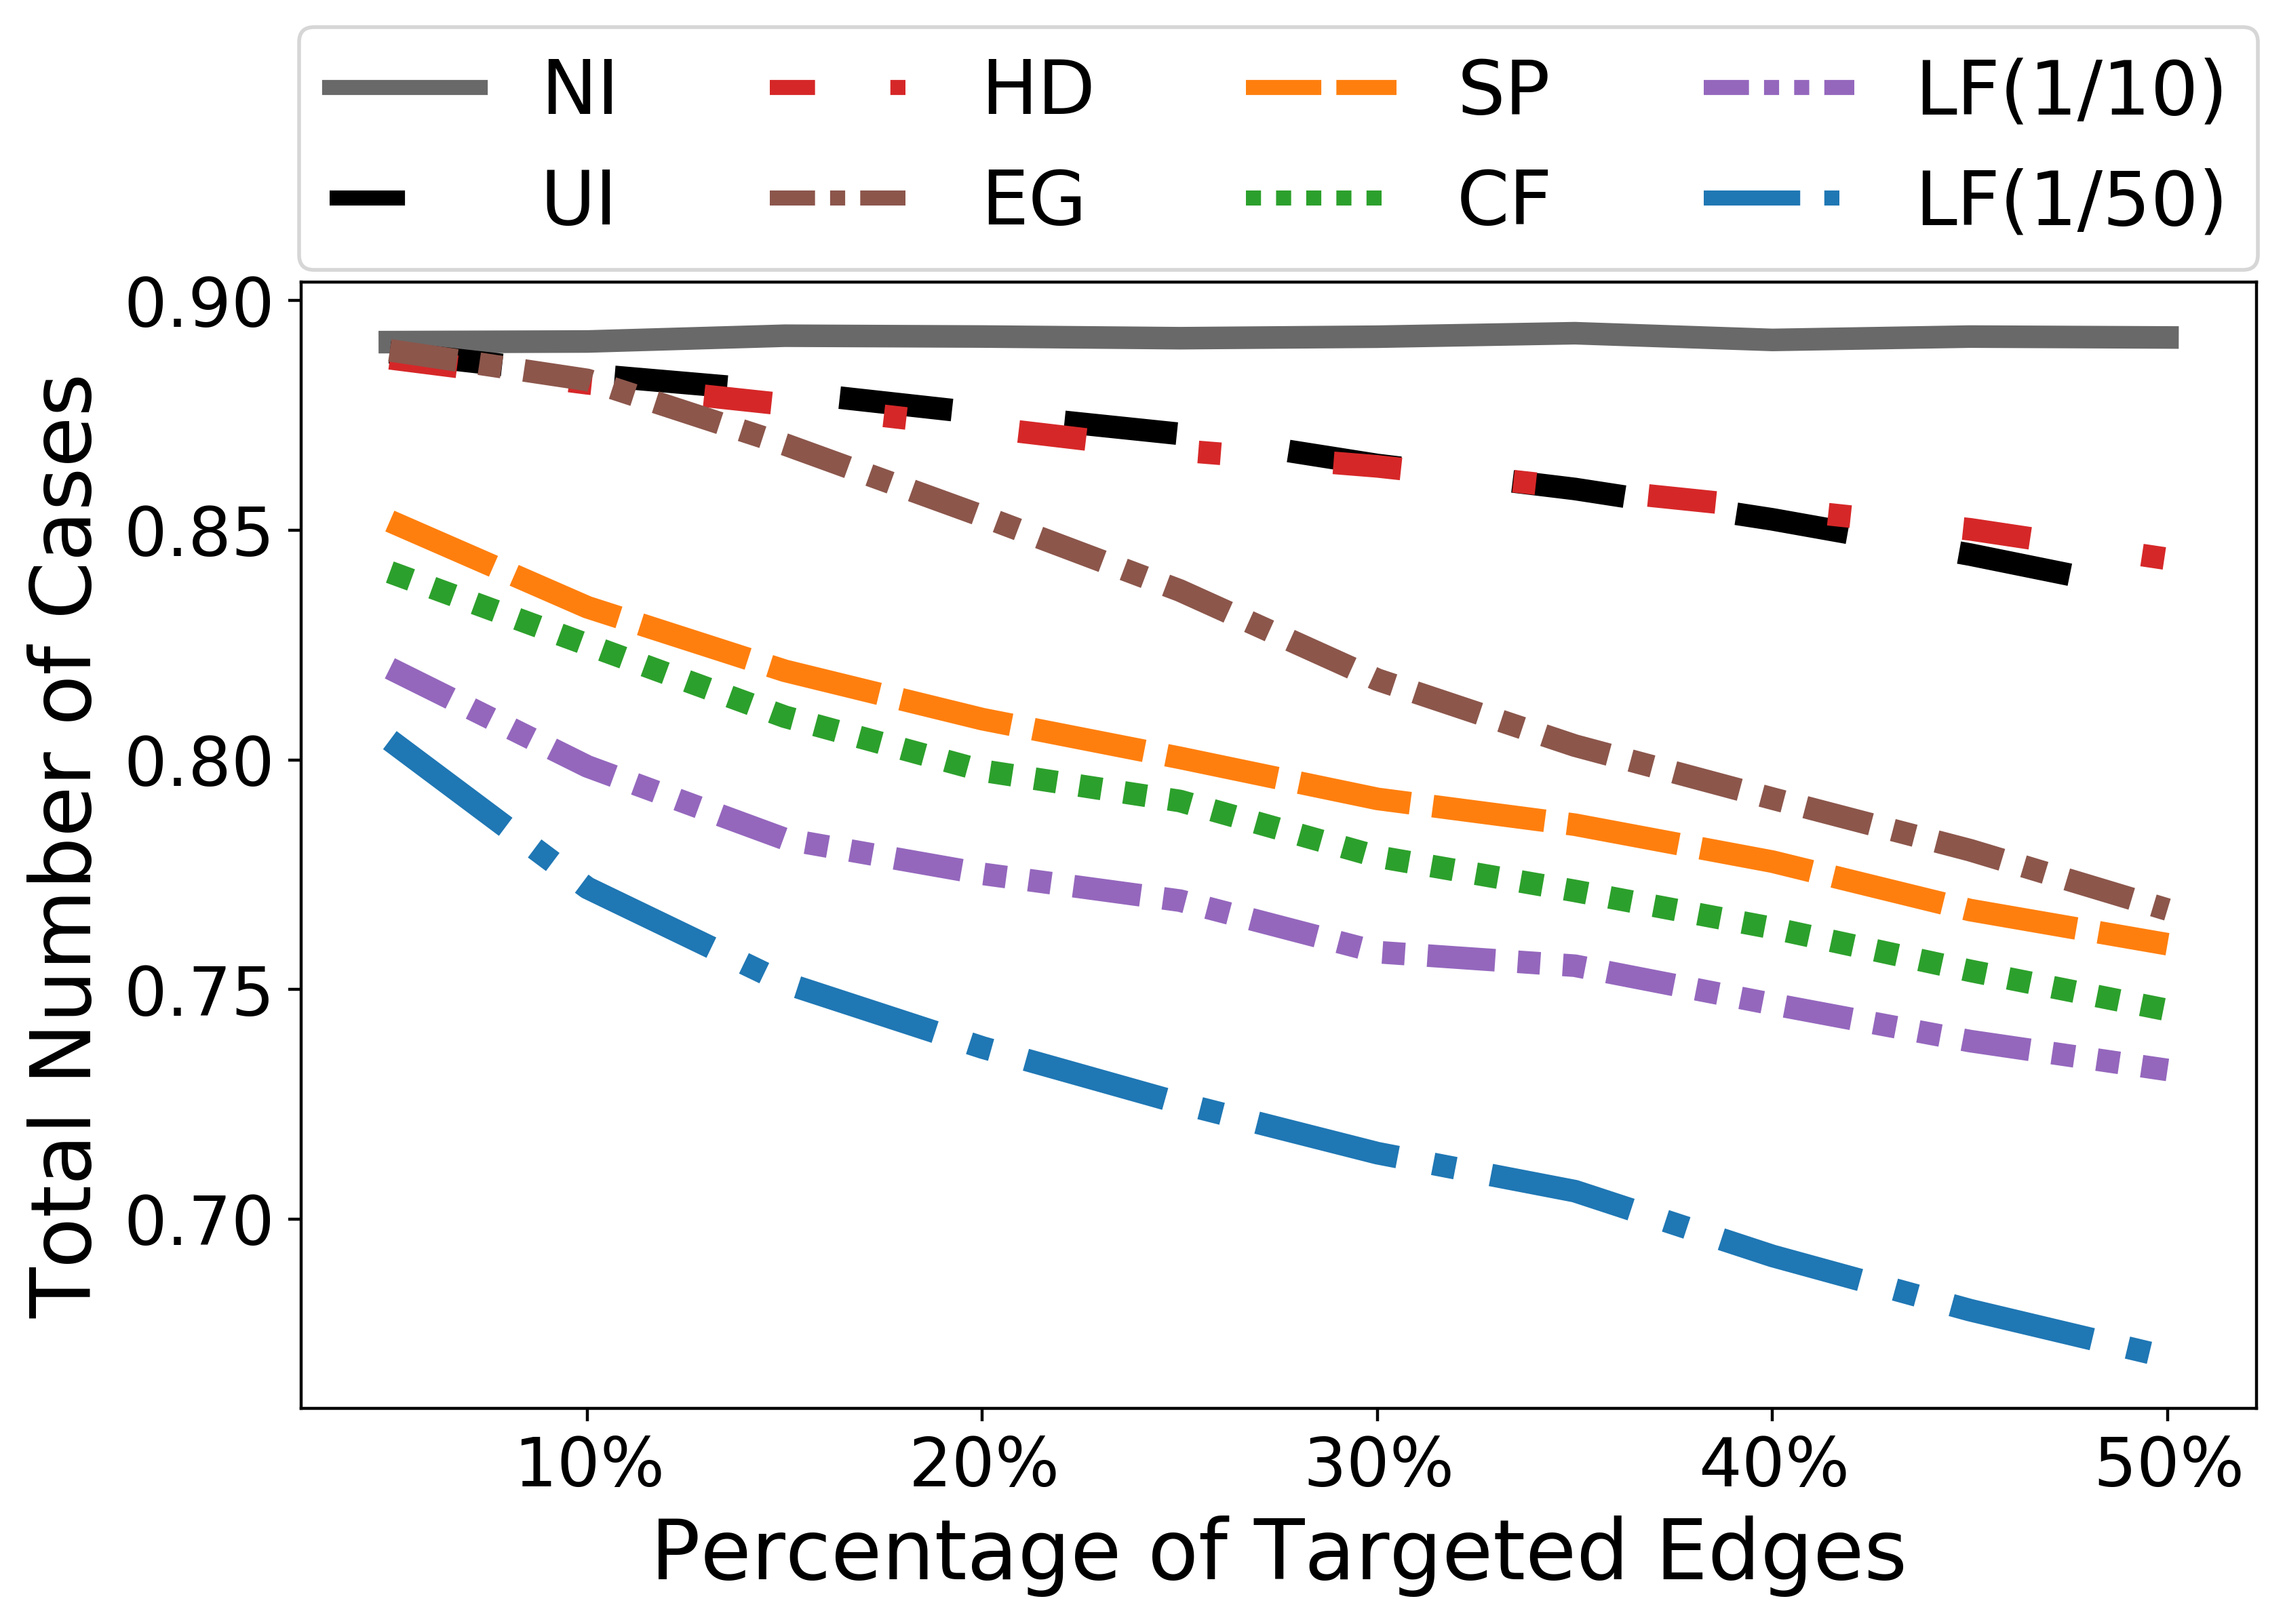 NI HD SP LF(1/10)
UI EG CF LF(1/50)
Total Number of Cases
0.90
0.85
0.80
0.75
0.70
10% 20% 30% 40% 50%
Percentage of Targeted Edges